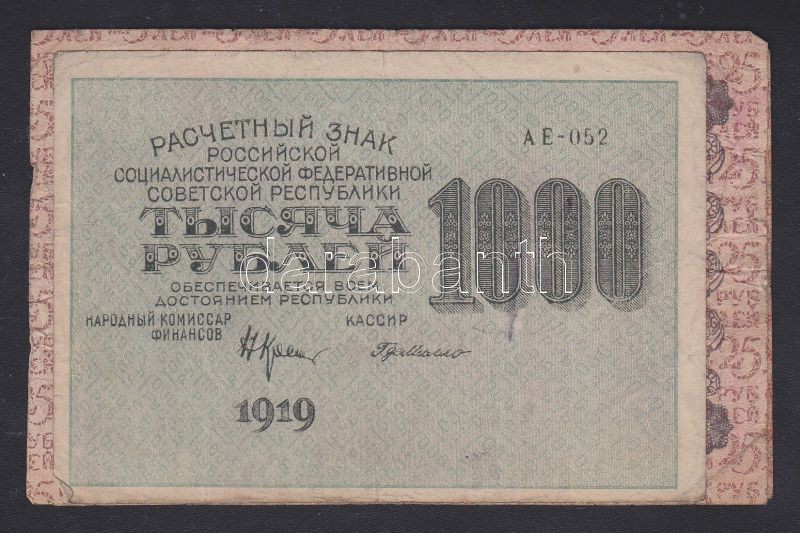 РАСЧЕТНЫЙ ЗНАК
РОССИЙСКОЙ
СОЦИАЛИСТИЧЕСКОЙ ФЕДЕРАТИВНОЙ
СОВЕТСКОЙ РЕСПУБЛИКИ
ТЫСЯЧА
РУБЛЕЙ
ОБЕСПЕЧИВАЕТСЯ ВСЕМ
ДОСТОЯНИЕМ РЕСПУБЛИКИ
НАРОДНЫЙ КОМИССАР
ФИНАНСОВ
КАССИР
1919
АЕ-052
1000
darabanth